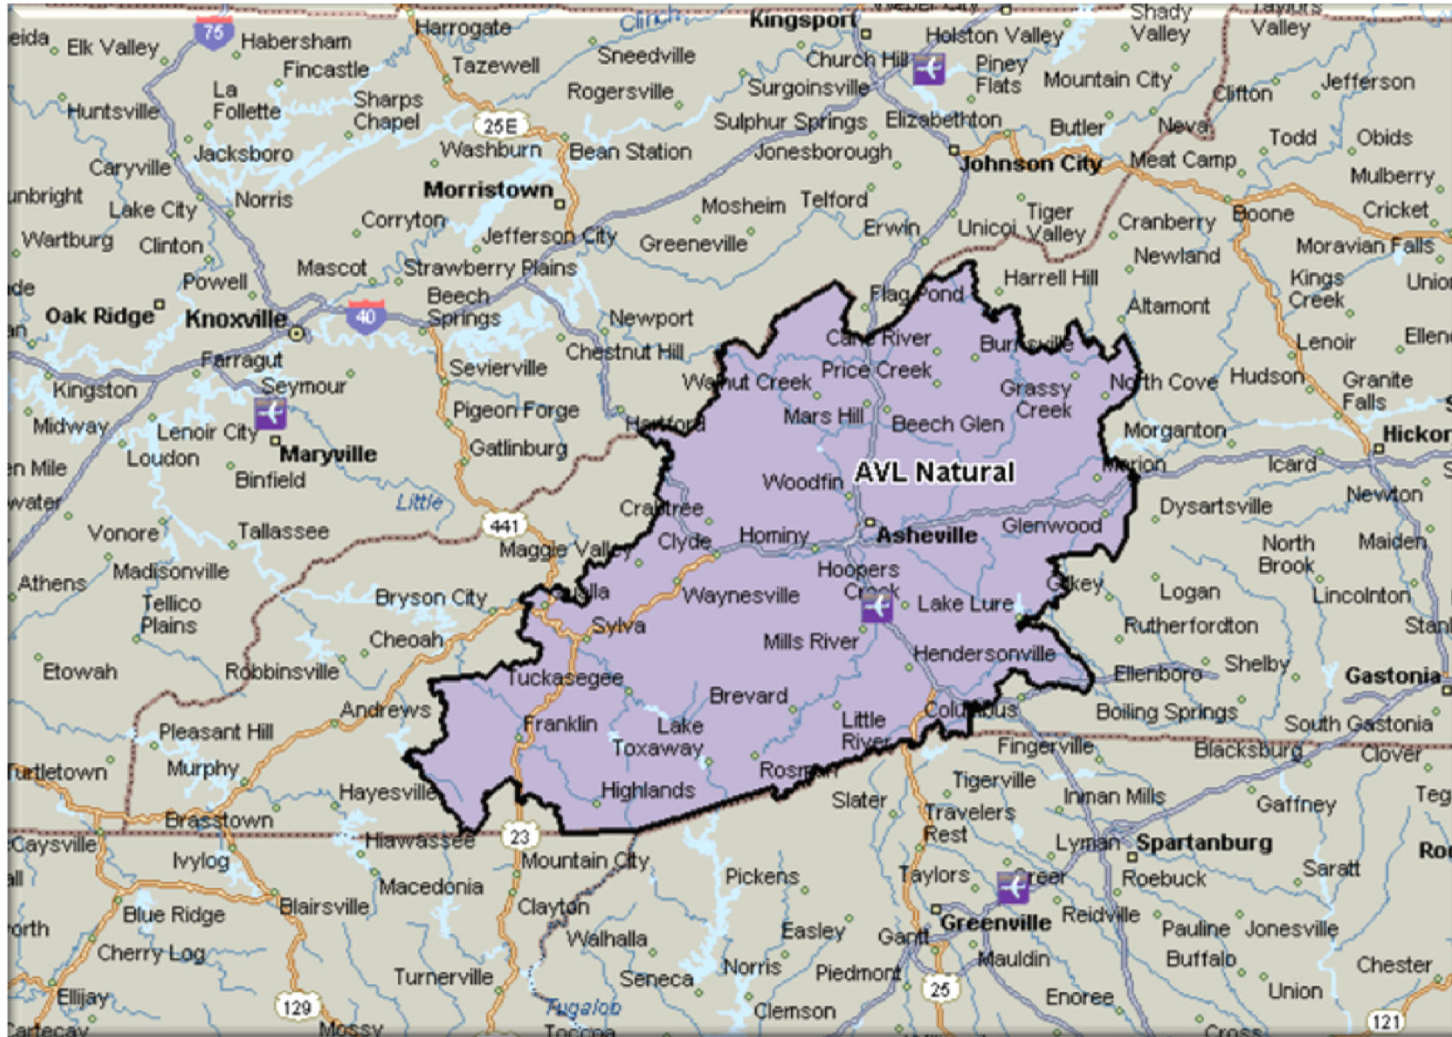 Harrogate
Clinch
Kingsport
Shady
Valley
Taylors
Valley
75
Elk Valley
Habersham
Sneedville
Holston Valley
Church Hill
Fincastle
Tazewell
Piney
Flats
Mountain City
Jefferson
Huntsville
La
Follette
Sharps
Chapel
Rogersville
Surgoinsville
Clifton
25E
Sulphur Springs
Elizabethton
Butler
Neva
Todd
Obids
Caryville
Jacksboro
Washburn
Bean Station
Jonesborough
Johnson City
Meat Camp
Mulberry
Lake City
Norris
Morristown
Mosheim
Telford
Corryton
Tiger
Valley
Cranberry
Boone
Cricket
Wartburg
Clinton
Jefferson City
Greeneville
Erwin
Unicoi
Newland
Moravian Falls
Powell
Mascot
Strawberry Plains
Harrell Hill
Kings
Creek
Oak Ridge
Knoxville
40
Beech
Springs
Newport
Flag Pond
Altamont
Farragut
Chestnut Hill
Cane River
Burnsville
Lenoir
Kingston
Seymour
Sevierville
Walnut Creek
Price Creek
Grassy
Creek
North Cove
Hudson
Granite
Falls
Midway
Lenoir City
Pigeon Forge
Hartford
Mars Hill
Beech Glen
Morganton
Maryville
Gatlinburg
Loudon
Binfield
Woodfin
AVL Natural
Marion
Icard
Little
Crabtree
Newton
Vonore
Tallassee
441
Maggie Valley
Clyde
Hominy
Asheville
Glenwood
Dysartsville
North
Brook
Maiden
Madisonville
Athens
Bryson City
Waynesville
Hoopers
Creek
Lake Lure
Gilkey
Logan
Lincolnton
Tellico
Plains
Cheoah
Sylva
Mills River
Rutherfordton
Etowah
Robbinsville
Tuckasegee
Hendersonville
Ellenboro
Shelby
Gastonia
Andrews
Brevard
Columbus
Boiling Springs
Pleasant Hill
Franklin
Lake
Toxaway
Little
River
South Gastonia
Murphy
Rosman
Fingerville
Blacksburg
Clover
Hayesville
Highlands
Tigerville
Slater
Inman Mills
Gaffney
Brasstown
23
Travelers
Rest
Hiawassee
Lyman
Spartanburg
Ivylog
Mountain City
Pickens
Taylors
Greer
Roebuck
Saratt
Macedonia
Blue Ridge
Blairsville
Clayton
Greenville
Reidville
Pauline
Jonesville
Cherry Log
Walhalla
Easley
Gantt
Mauldin
Buffalo
Chester
Turnerville
Seneca
Norris
Piedmont
25
Enoree
Union
Ellijay
129
Tugaloo
Clemson
121